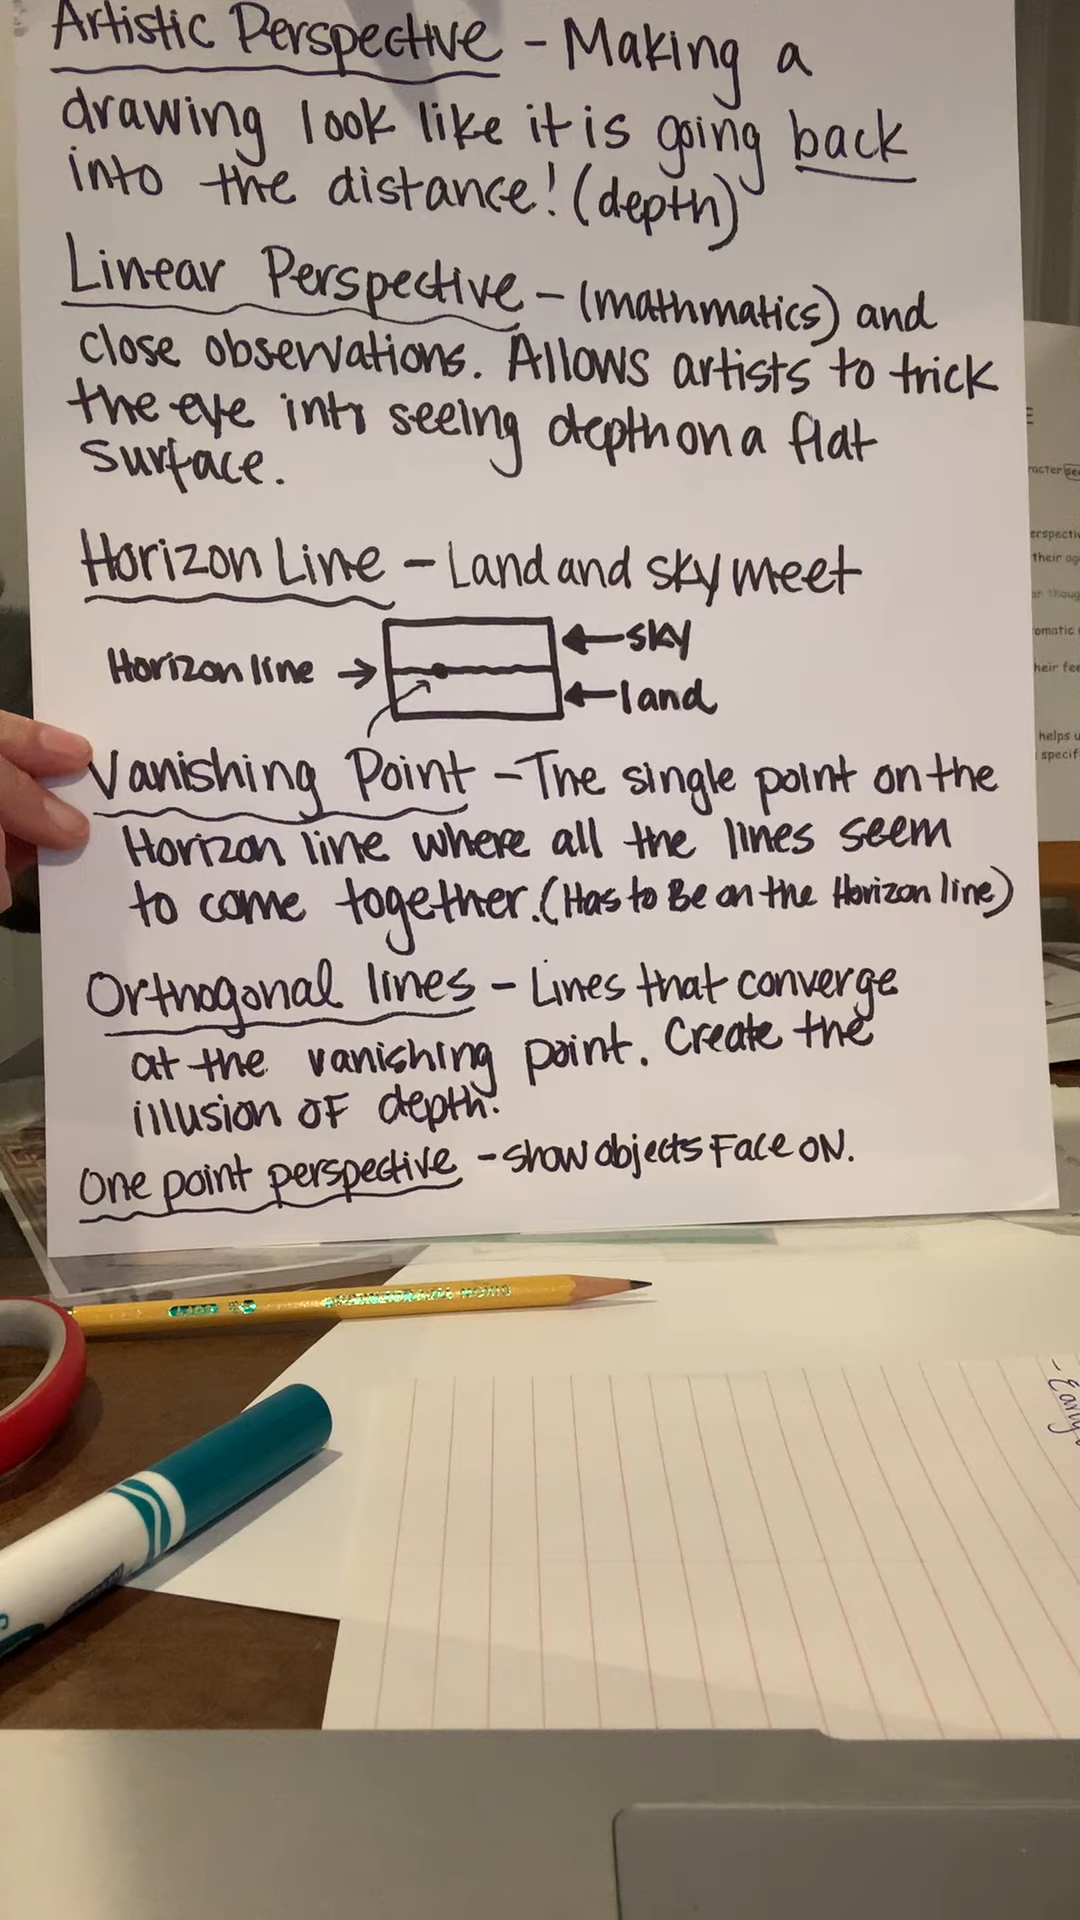 Artistic Perspective - Making a
drawing look like it is going back
into the distance! (depth)
Linear Perspective - (mathmatics) and
close observations. Allows artists to trick
the eye into seeing depth on a flat
surface.
Horizon Line - Land and sky meet
Horizon line → ← sky
← land
Vanishing Point - The single point on the
Horizon line where all the lines seem
to come together. (Has to Be on the Horizon line)
Orthogonal lines - Lines that converge
at the vanishing point. Create the
illusion of depth.
One point perspective - show objects Face ON.
their
helps
specif
- Early